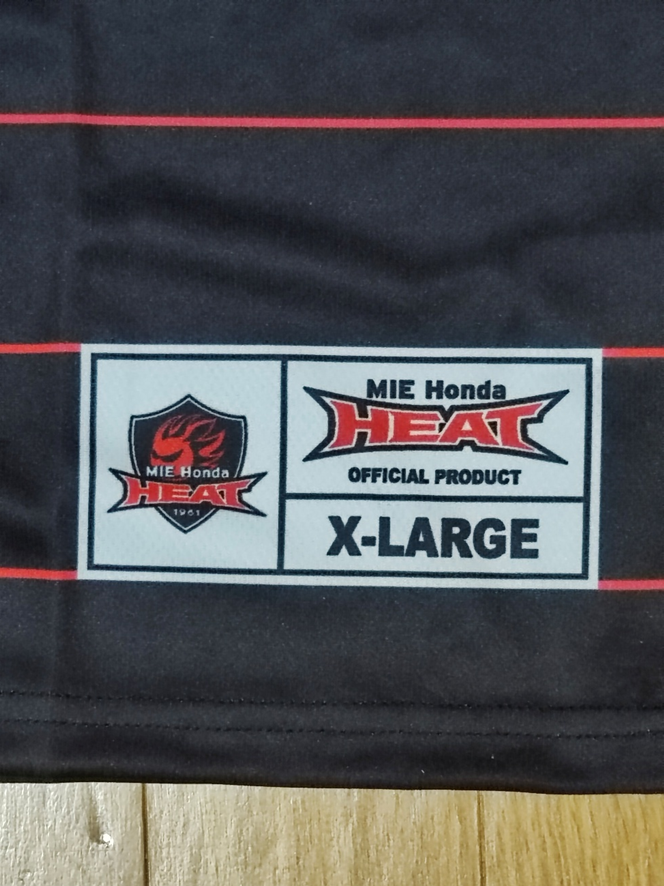 MIE Honda
HEAT
1961
MIE Honda
HEAT
OFFICIAL PRODUCT
X-LARGE